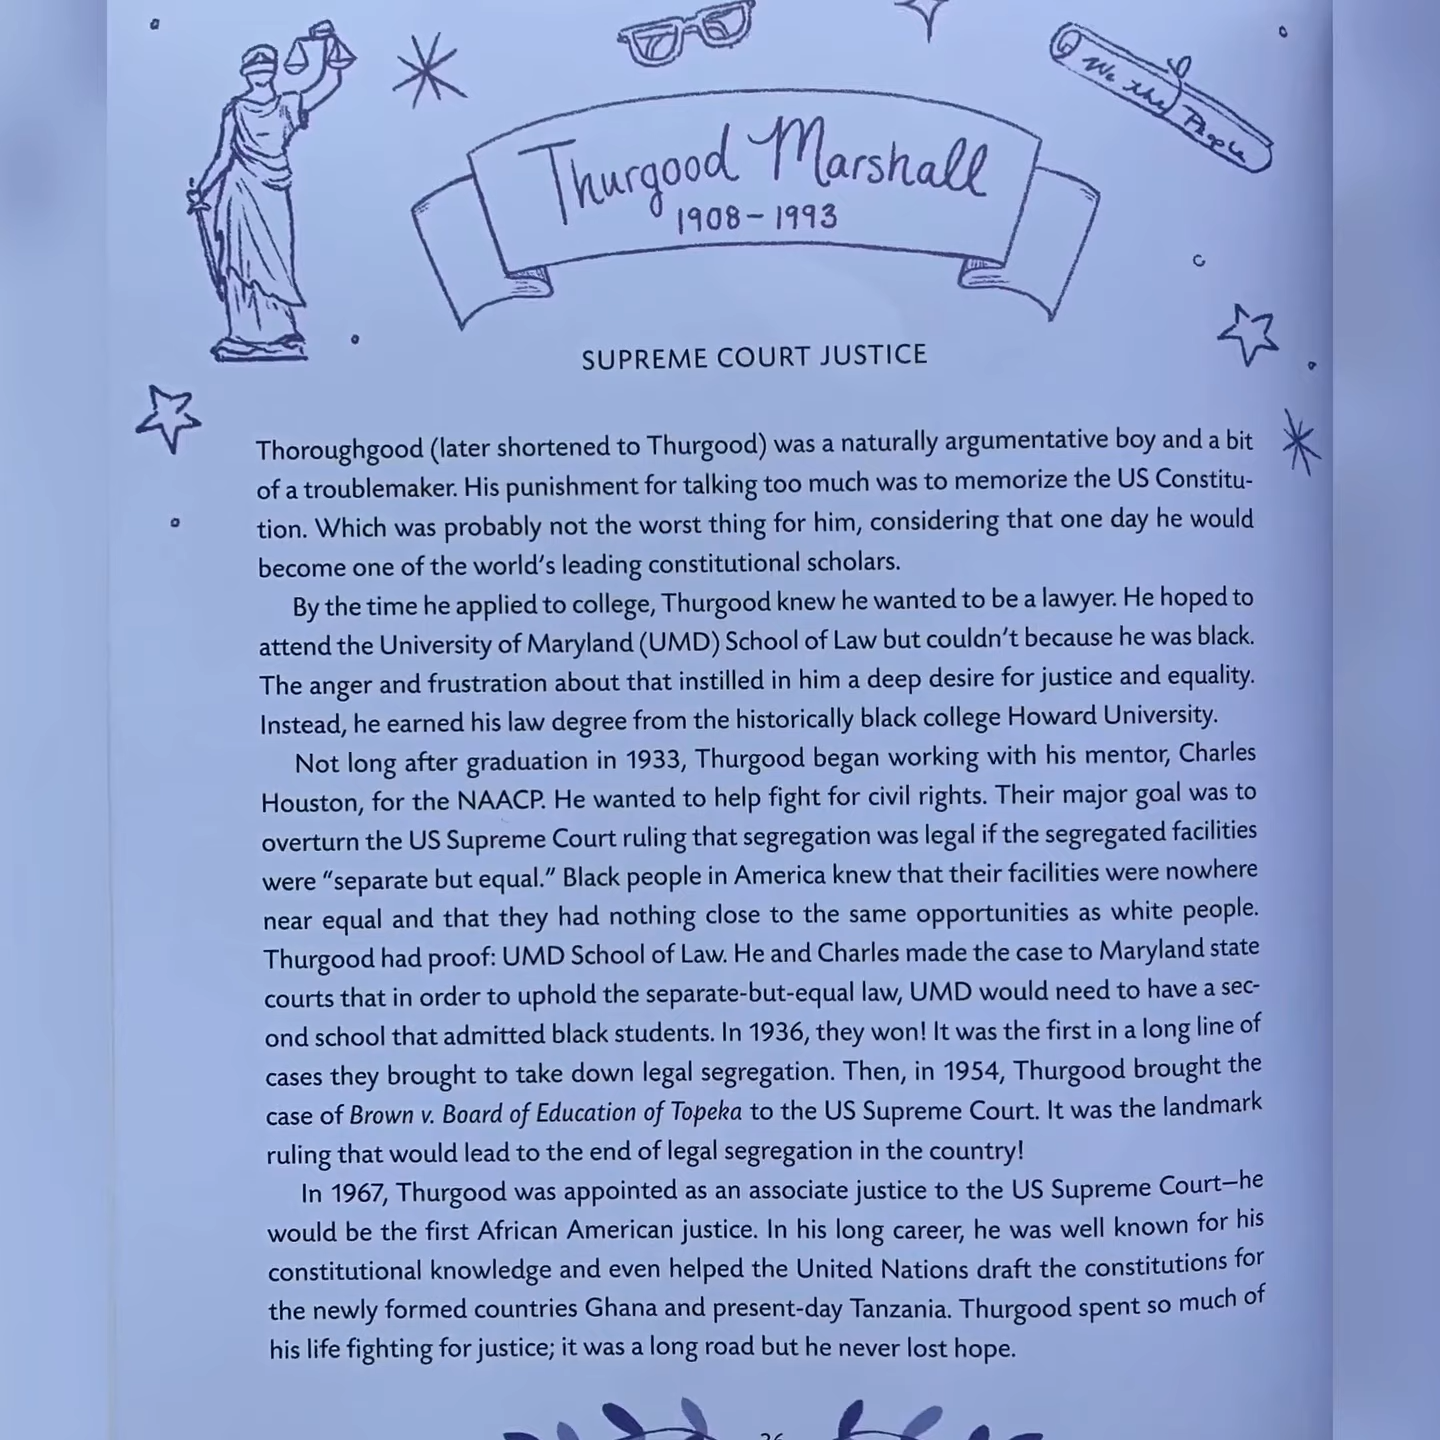 We the People
Thurgood Marshall
1908-1993
SUPREME COURT JUSTICE
Thoroughgood (later shortened to Thurgood) was a naturally argumentative boy and a bit
of a troublemaker. His punishment for talking too much was to memorize the US Constitu-
tion. Which was probably not the worst thing for him, considering that one day he would
become one of the world's leading constitutional scholars.
By the time he applied to college, Thurgood knew he wanted to be a lawyer. He hoped to
attend the University of Maryland (UMD) School of Law but couldn't because he was black.
The anger and frustration about that instilled in him a deep desire for justice and equality.
Instead, he earned his law degree from the historically black college Howard University.
Not long after graduation in 1933, Thurgood began working with his mentor, Charles
Houston, for the NAACP. He wanted to help fight for civil rights. Their major goal was to
overturn the US Supreme Court ruling that segregation was legal if the segregated facilities
were "separate but equal." Black people in America knew that their facilities were nowhere
near equal and that they had nothing close to the same opportunities as white people.
Thurgood had proof: UMD School of Law. He and Charles made the case to Maryland state
courts that in order to uphold the separate-but-equal law, UMD would need to have a sec-
ond school that admitted black students. In 1936, they won! It was the first in a long line of
cases they brought to take down legal segregation. Then, in 1954, Thurgood brought the
case of Brown v. Board of Education of Topeka to the US Supreme Court. It was the landmark
ruling that would lead to the end of legal segregation in the country!
In 1967, Thurgood was appointed as an associate justice to the US Supreme Court—he
would be the first African American justice. In his long career, he was well known for his
constitutional knowledge and even helped the United Nations draft the constitutions for
the newly formed countries Ghana and present-day Tanzania. Thurgood spent so much of
his life fighting for justice; it was a long road but he never lost hope.